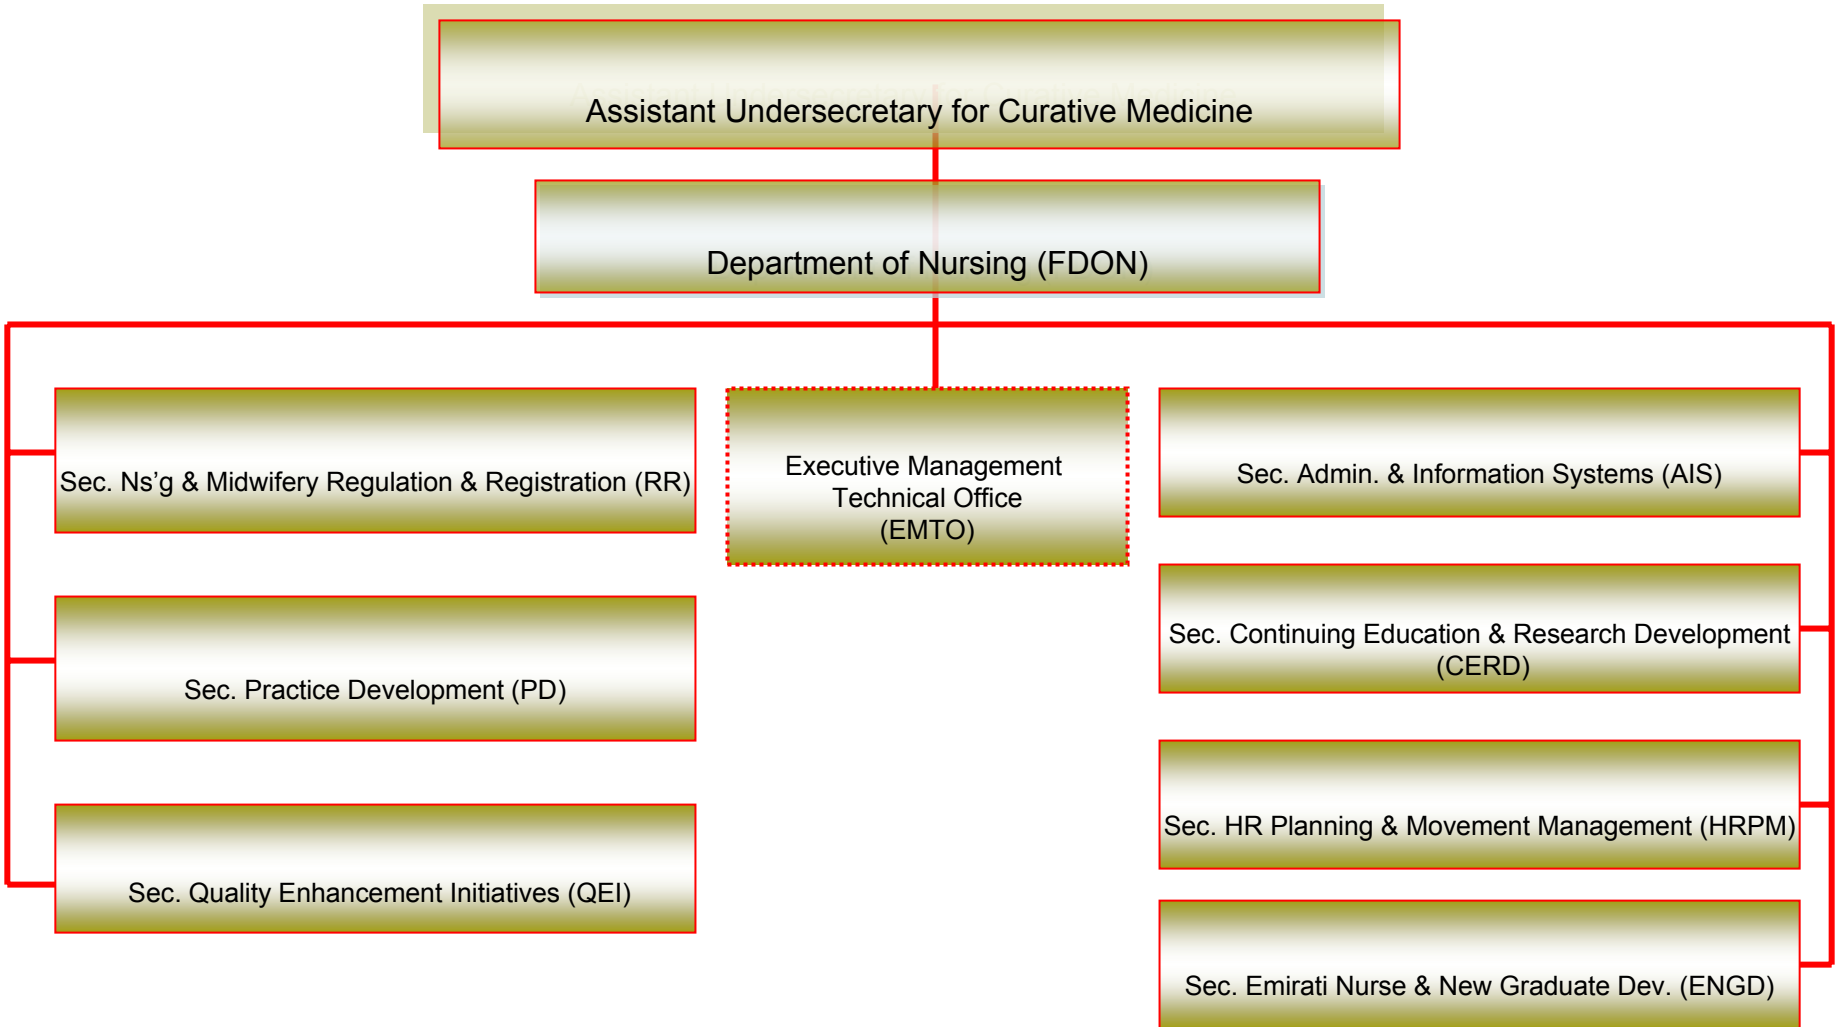 Assistant Undersecretary for Curative Medicine
Department of Nursing (FDON)
Sec. Ns’g & Midwifery Regulation & Registration (RR)
Sec. Practice Development (PD)
Sec. Quality Enhancement Initiatives (QEI)
Executive Management
Technical Office
(EMTO)
Sec. Admin. & Information Systems (AIS)
Sec. Continuing Education & Research Development
(CERD)
Sec. HR Planning & Movement Management (HRPM)
Sec. Emirati Nurse & New Graduate Dev. (ENGD)